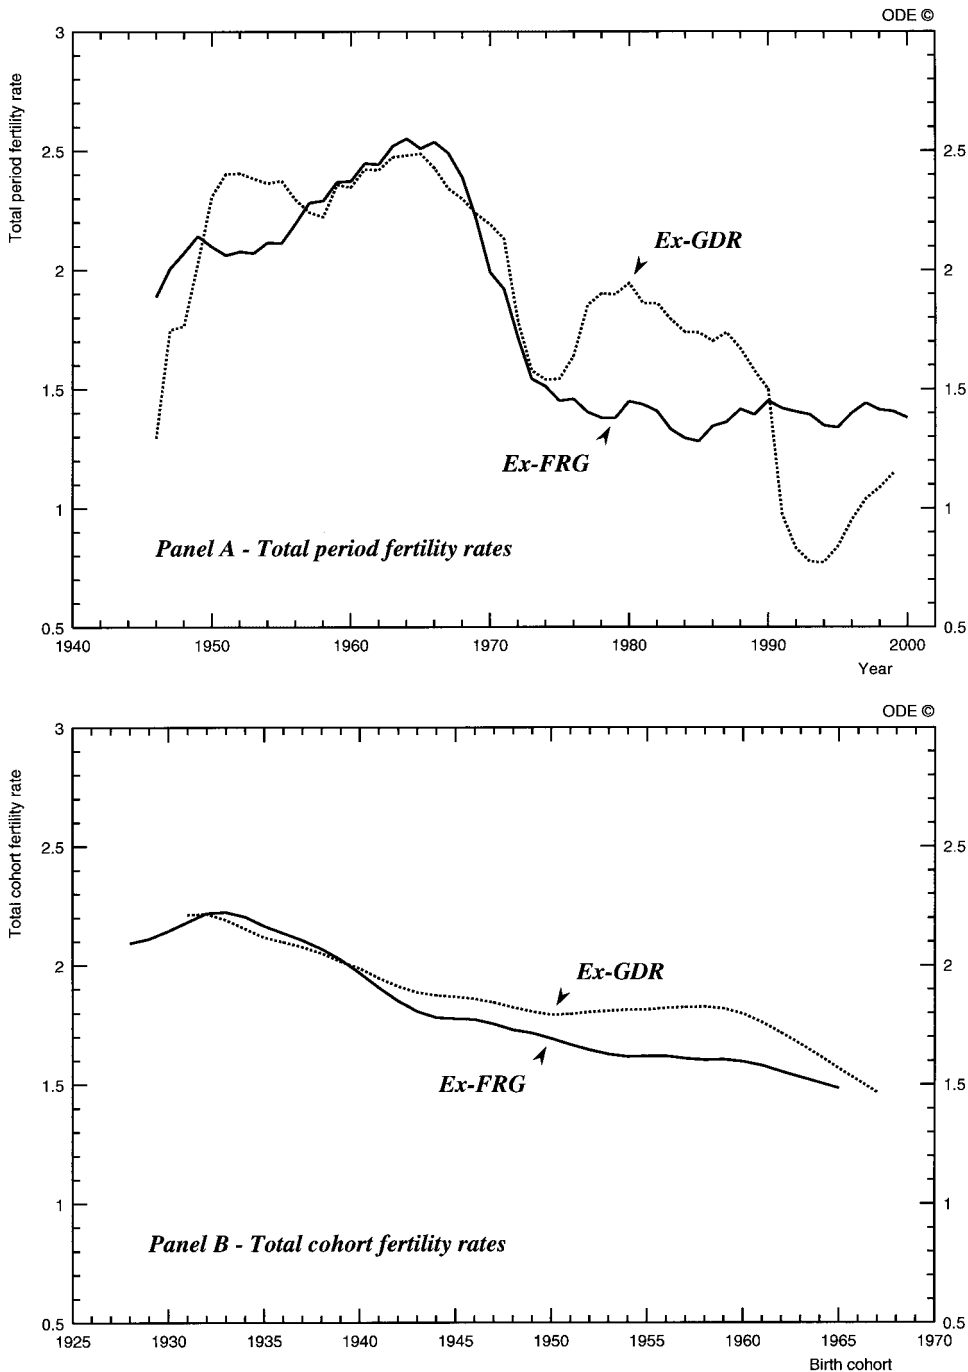 ODE ©
Total period fertility rate
3
2.5
2
1.5
1
0.5
2.5
2
1.5
1
0.5
Ex-GDR
Ex-FRG
Panel A - Total period fertility rates
1940 1950 1960 1970 1980 1990 2000
Year
ODE ©
Total cohort fertility rate
3
2.5
2
1.5
1
0.5
2.5
2
1.5
1
0.5
Ex-GDR
Ex-FRG
Panel B - Total cohort fertility rates
1925 1930 1935 1940 1945 1950 1955 1960 1965 1970
Birth cohort